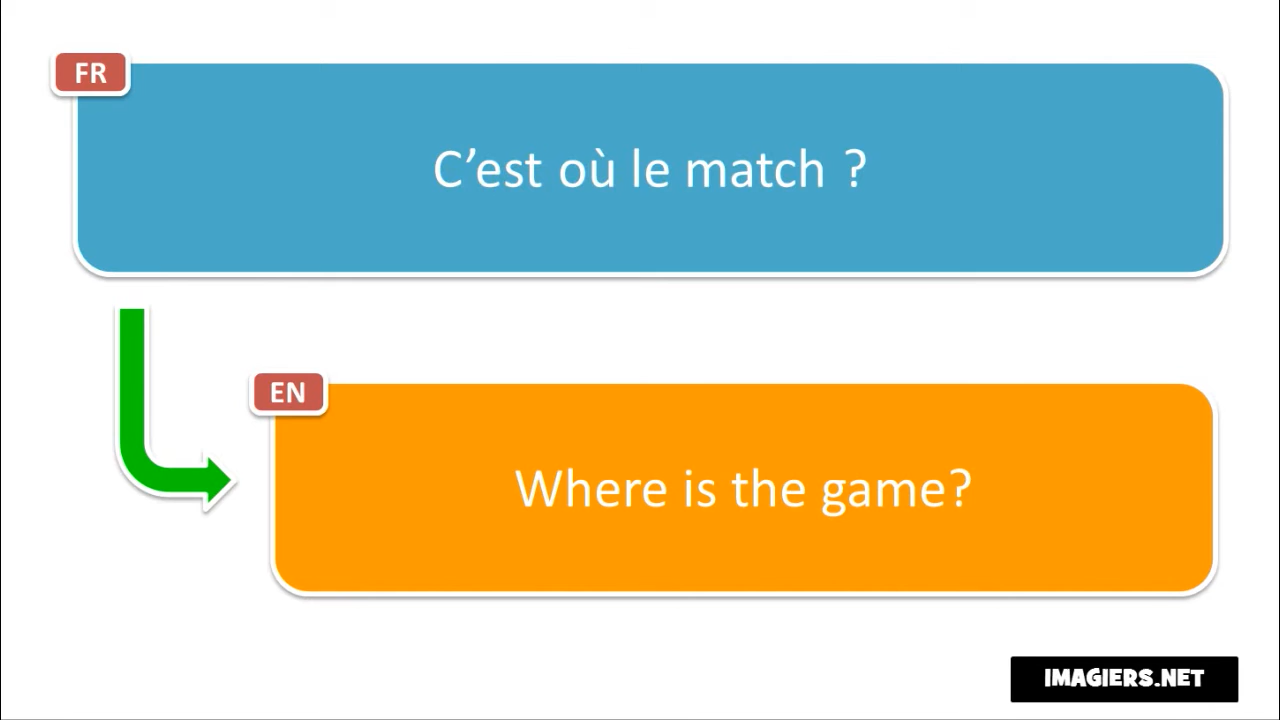 FR
C’est où le match ?
EN
Where is the game?
IMAGIERS.NET